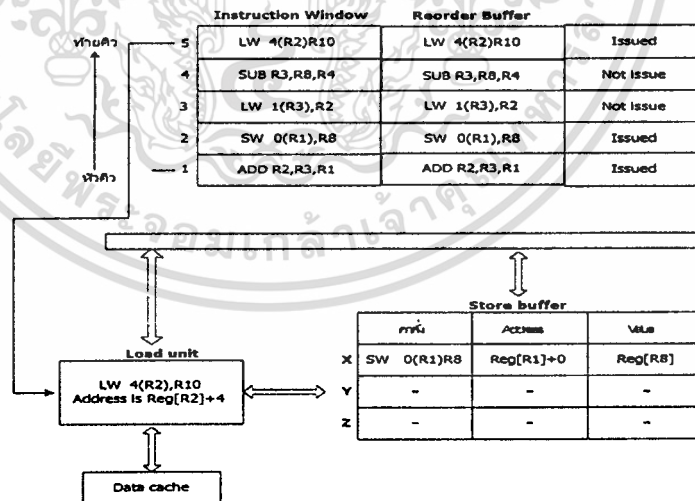 Instruction Window Reorder Buffer
ท้ายคิว 5 LW 4(R2)R10 LW 4(R2)R10 Issued
4 SUB R3,R8,R4 SUB R3,R8,R4 Not Issue
3 LW 1(R3),R2 LW 1(R3),R2 Not Issue
2 SW 0(R1),R8 SW 0(R1),R8 Issued
หัวคิว 1 ADD R2,R3,R1 ADD R2,R3,R1 Issued
Store buffer
Address Value
Load unit
X SW 0(R1)R8 Reg[R1]+0 Reg[R8]
LW 4(R2),R10
Address is Reg[R2]+4
Y - - -
Z - - -
Data cache